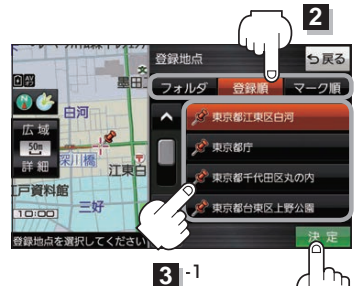 2
登録地点
戻る
フォルダ 登録順 マーク順
墨田
白河
広域
50m
詳細
深川橋
江東
白
戸資料館
三好
10:00
東京都江東区白河
東京都庁
東京都千代田区丸の内
東京都台東区上野公園
登録地点を選択してください
決定
3 -1